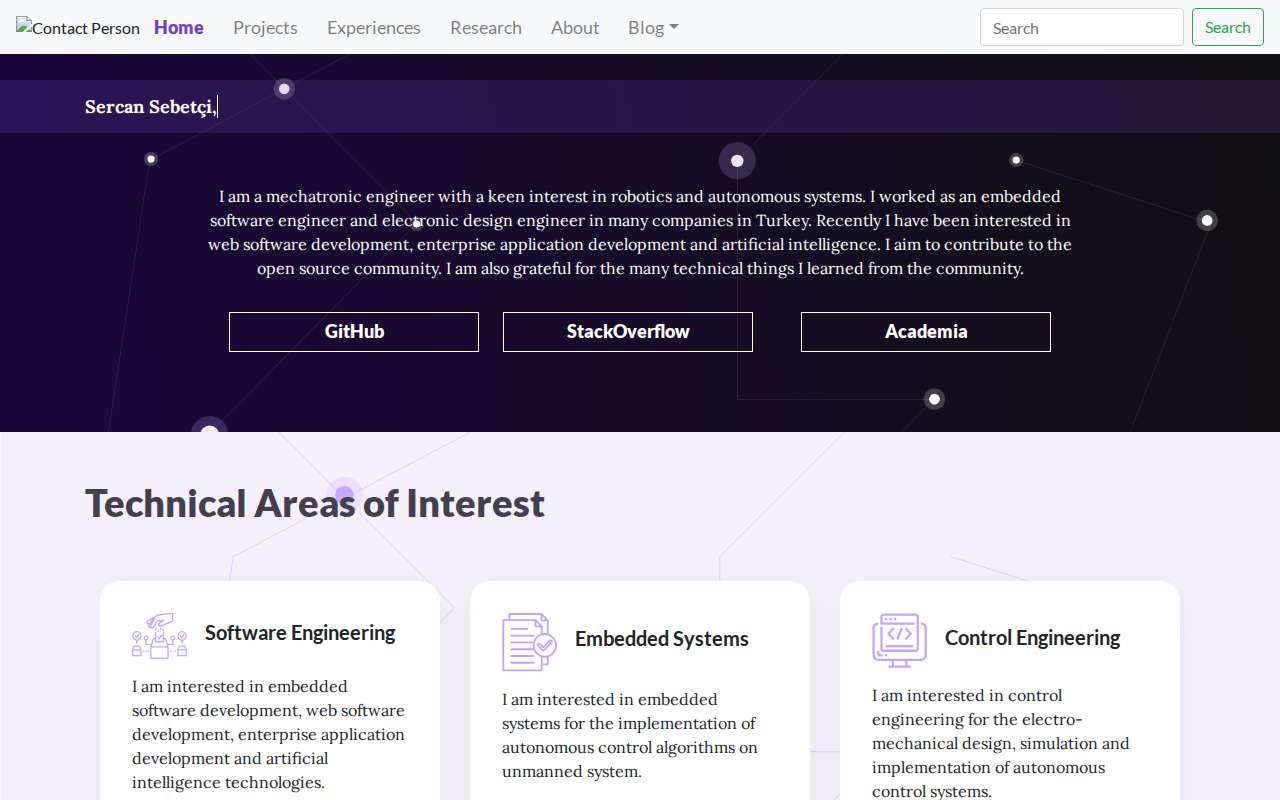 Contact Person Home Projects Experiences Research About Blog Search Search
Sercan Sebetçi,
I am a mechatronic engineer with a keen interest in robotics and autonomous systems. I worked as an embedded
software engineer and electronic design engineer in many companies in Turkey. Recently I have been interested in
web software development, enterprise application development and artificial intelligence. I aim to contribute to the
open source community. I am also grateful for the many technical things I learned from the community.
GitHub StackOverflow Academia
Technical Areas of Interest
Software Engineering
I am interested in embedded
software development, web software
development, enterprise application
development and artificial
intelligence technologies.
Embedded Systems
I am interested in embedded
systems for the implementation of
autonomous control algorithms on
unmanned system.
Control Engineering
I am interested in control
engineering for the electro-
mechanical design, simulation and
implementation of autonomous
control systems.